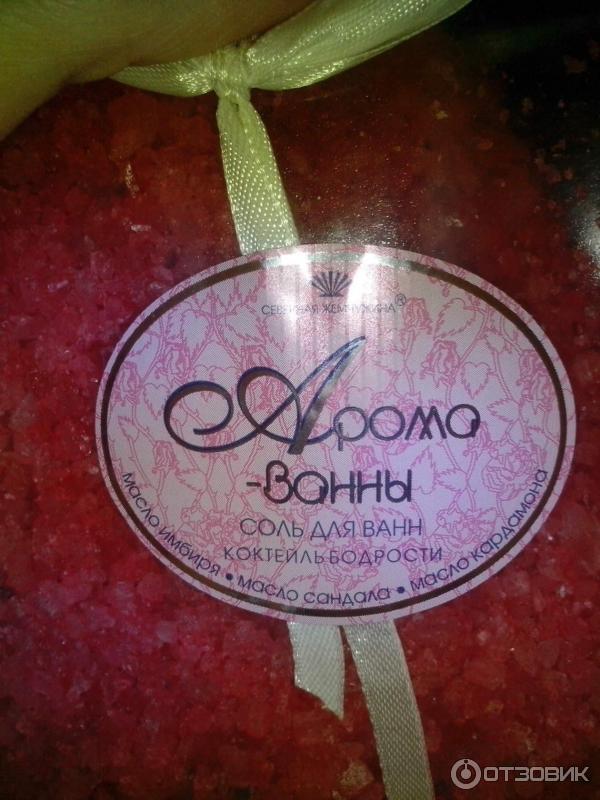 СЕВЕРНАЯ ЖЕМЧУЖИНА®
Арома
-Ванны
СОЛЬ ДЛЯ ВАНН
КОКТЕЙЛЬ БОДРОСТИ
масло имбиря • масло сандала • масло кардамона
ОТЗОВИК